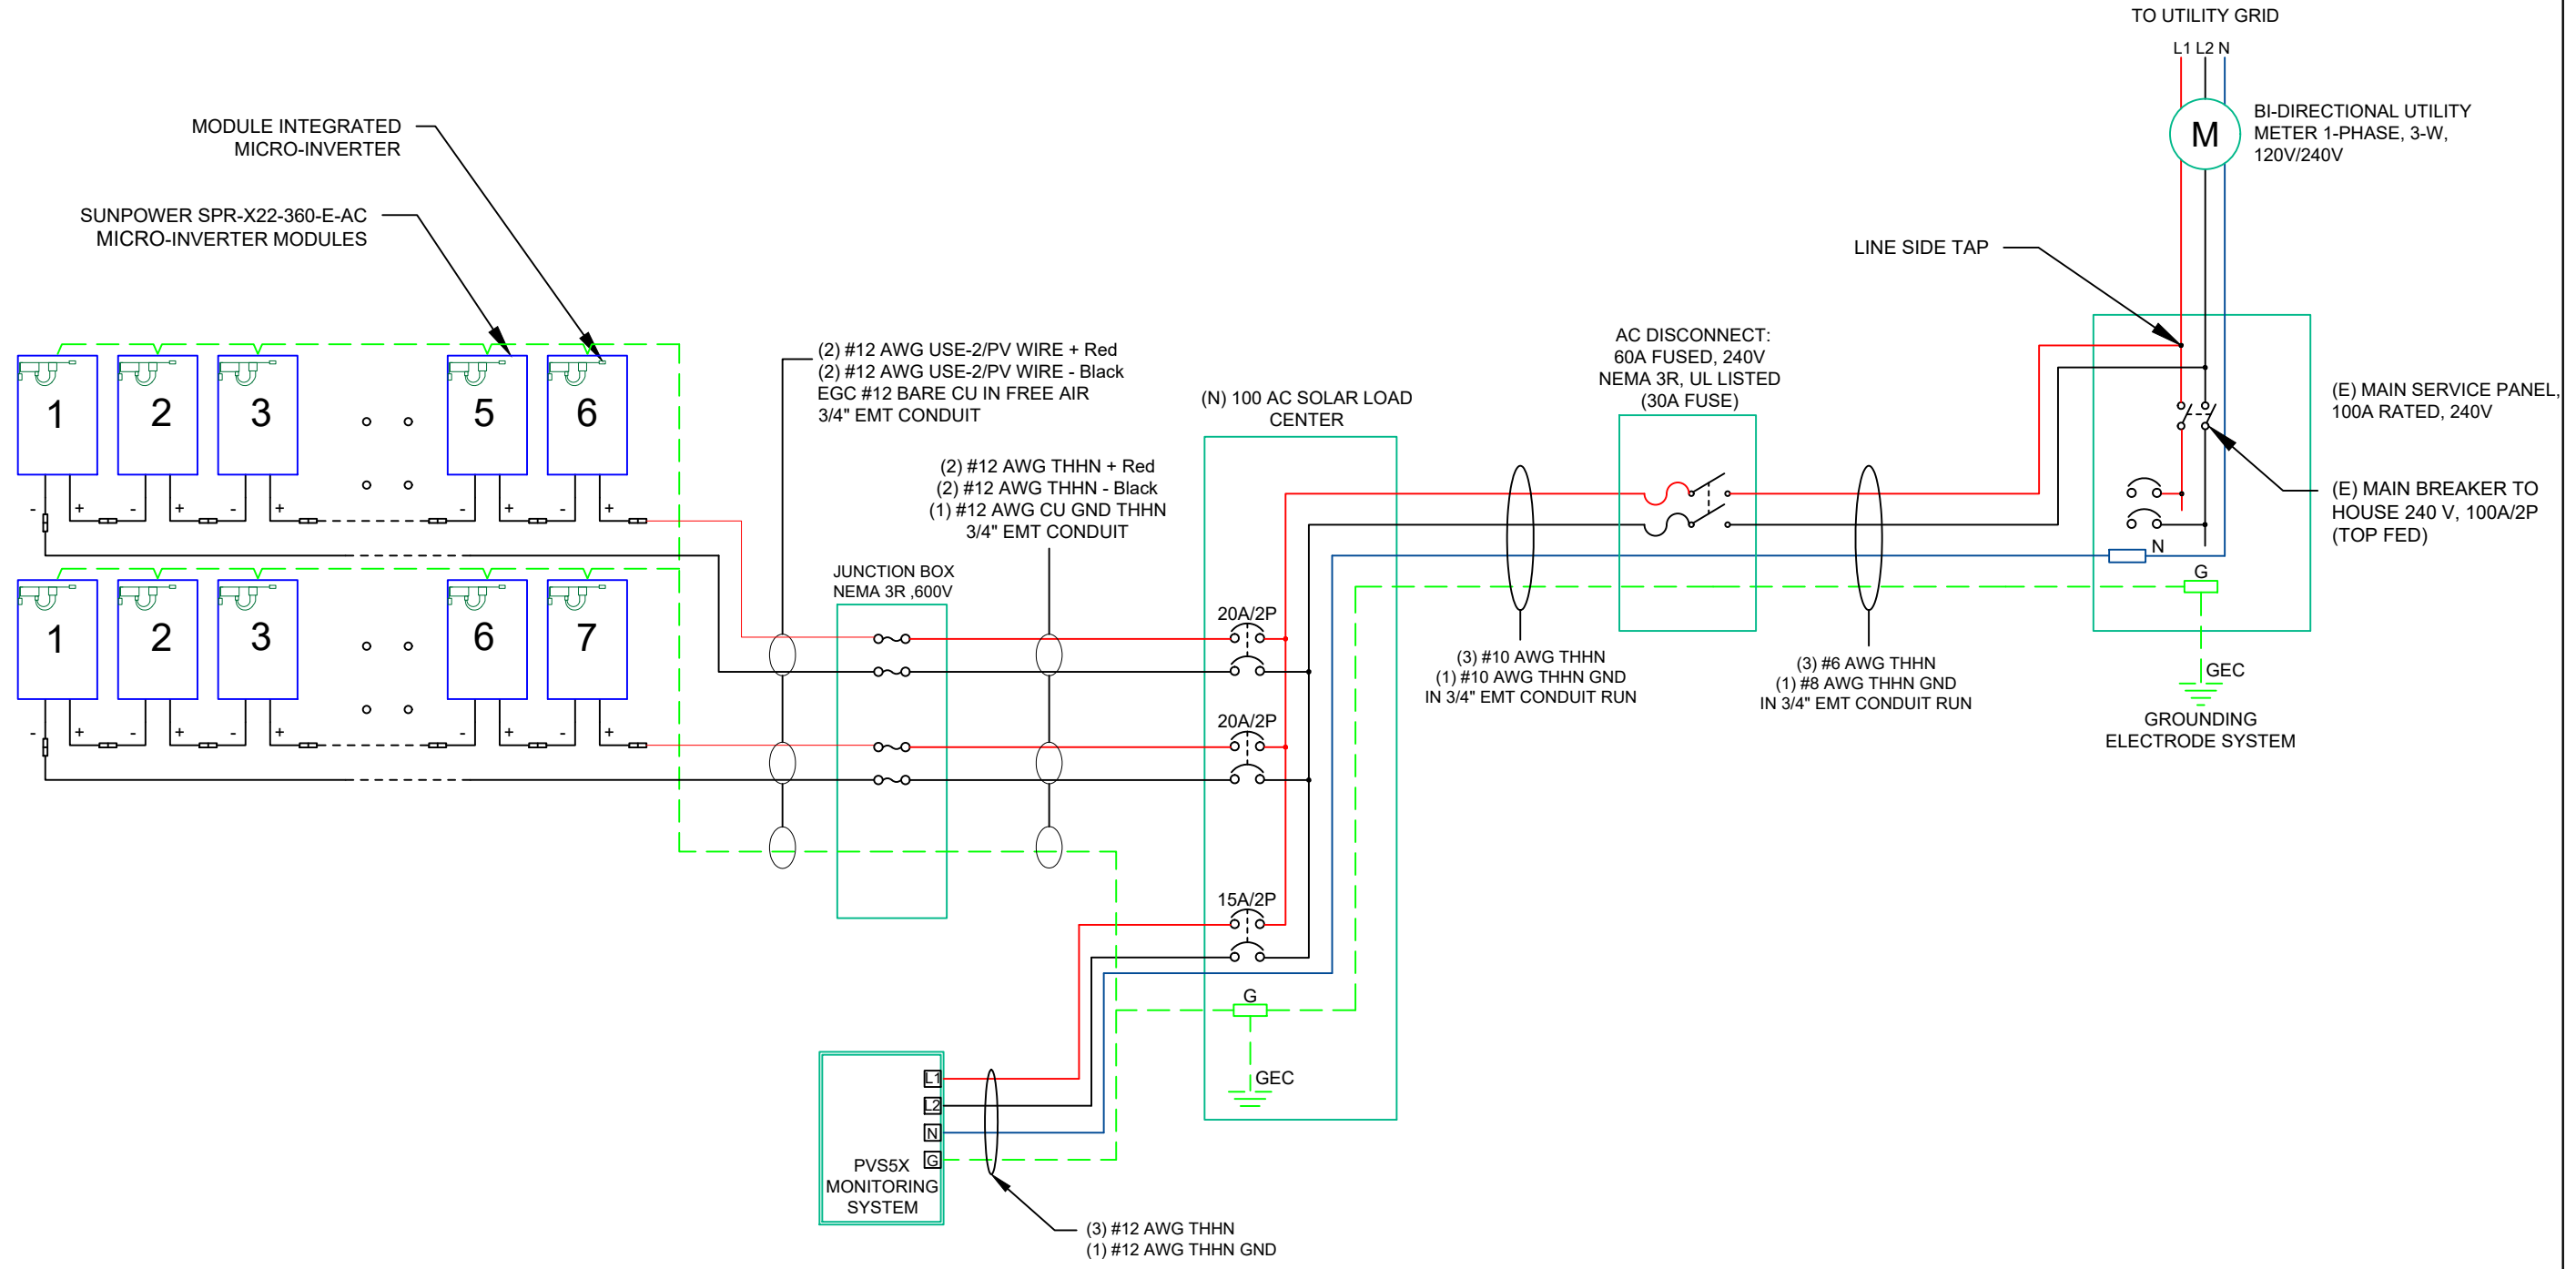 TO UTILITY GRID
L1 L2 N
M
BI-DIRECTIONAL UTILITY
METER 1-PHASE, 3-W,
120V/240V
MODULE INTEGRATED
MICRO-INVERTER
SUNPOWER SPR-X22-360-E-AC
MICRO-INVERTER MODULES
LINE SIDE TAP
1
2
3
5
6
- + - + - + - + - +
(2) #12 AWG USE-2/PV WIRE + Red
(2) #12 AWG USE-2/PV WIRE - Black
EGC #12 BARE CU IN FREE AIR
3/4" EMT CONDUIT
(2) #12 AWG THHN + Red
(2) #12 AWG THHN - Black
(1) #12 AWG CU GND THHN
3/4" EMT CONDUIT
(N) 100 AC SOLAR LOAD
CENTER
AC DISCONNECT:
60A FUSED, 240V
NEMA 3R, UL LISTED
(30A FUSE)
(E) MAIN SERVICE PANEL,
100A RATED, 240V
(E) MAIN BREAKER TO
HOUSE 240 V, 100A/2P
(TOP FED)
N
G
GEC
GROUNDING
ELECTRODE SYSTEM
JUNCTION BOX
NEMA 3R ,600V
1
2
3
6
7
- + - + - + - + - +
20A/2P
20A/2P
15A/2P
(3) #10 AWG THHN
(1) #10 AWG THHN GND
IN 3/4" EMT CONDUIT RUN
(3) #6 AWG THHN
(1) #8 AWG THHN GND
IN 3/4" EMT CONDUIT RUN
G
GEC
L1
L2
N
G
PVS5X
MONITORING
SYSTEM
(3) #12 AWG THHN
(1) #12 AWG THHN GND